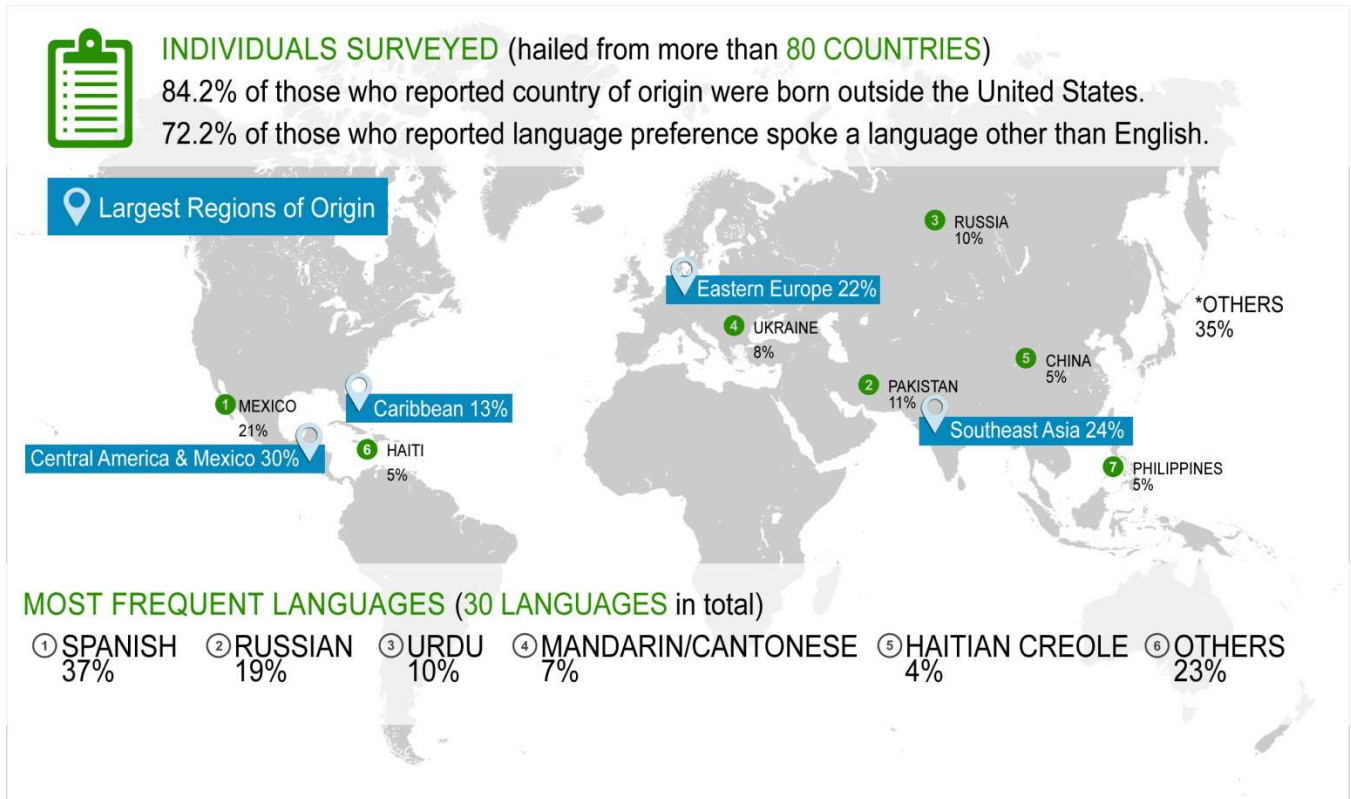 INDIVIDUALS SURVEYED (hailed from more than 80 COUNTRIES)
84.2% of those who reported country of origin were born outside the United States.
72.2% of those who reported language preference spoke a language other than English.
Largest Regions of Origin
3 RUSSIA
10%
Eastern Europe 22%
*OTHERS
35%
4 UKRAINE
8%
5 CHINA
5%
2 PAKISTAN
11%
1 MEXICO
21%
Caribbean 13%
Southeast Asia 24%
Central America & Mexico 30%
6 HAITI
5%
7 PHILIPPINES
5%
MOST FREQUENT LANGUAGES (30 LANGUAGES in total)
1 SPANISH
37%
2 RUSSIAN
19%
3 URDU
10%
4 MANDARIN/CANTONESE
7%
5 HAITIAN CREOLE
4%
6 OTHERS
23%